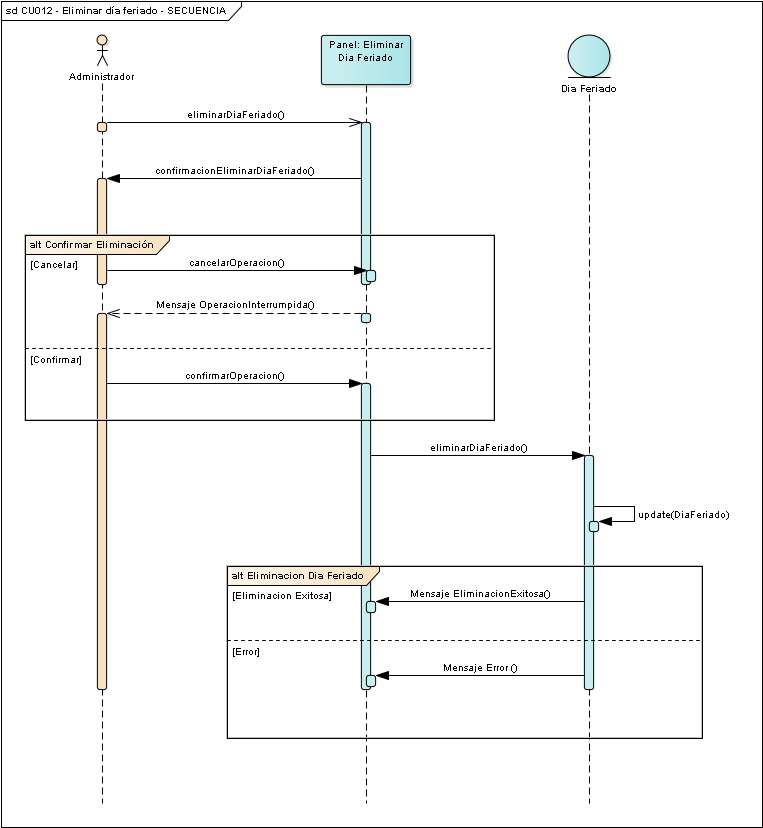 sd CU012 - Eliminar día feriado - SECUENCIA
Administrador
Panel: Eliminar
Dia Feriado
Dia Feriado
eliminarDiaFeriado()
confirmacionEliminarDiaFeriado()
alt Confirmar Eliminación
[Cancelar]
cancelarOperacion()
Mensaje OperacionInterrumpida()
[Confirmar]
confirmarOperacion()
eliminarDiaFeriado()
update(DiaFeriado)
alt Eliminacion Dia Feriado
[Eliminacion Exitosa]
Mensaje EliminacionExitosa()
[Error]
Mensaje Error ()